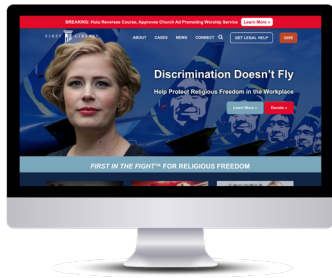 BREAKING: Hulu Reverses Course, Approves Church Ad Promoting Worship Service Learn More »
FIRST LIBERTY
ABOUT CASES NEWS CONNECT GET LEGAL HELP GIVE
Discrimination Doesn't Fly
Help Protect Religious Freedom in the Workplace
Learn More » Donate »
FIRST IN THE FIGHT™ FOR RELIGIOUS FREEDOM